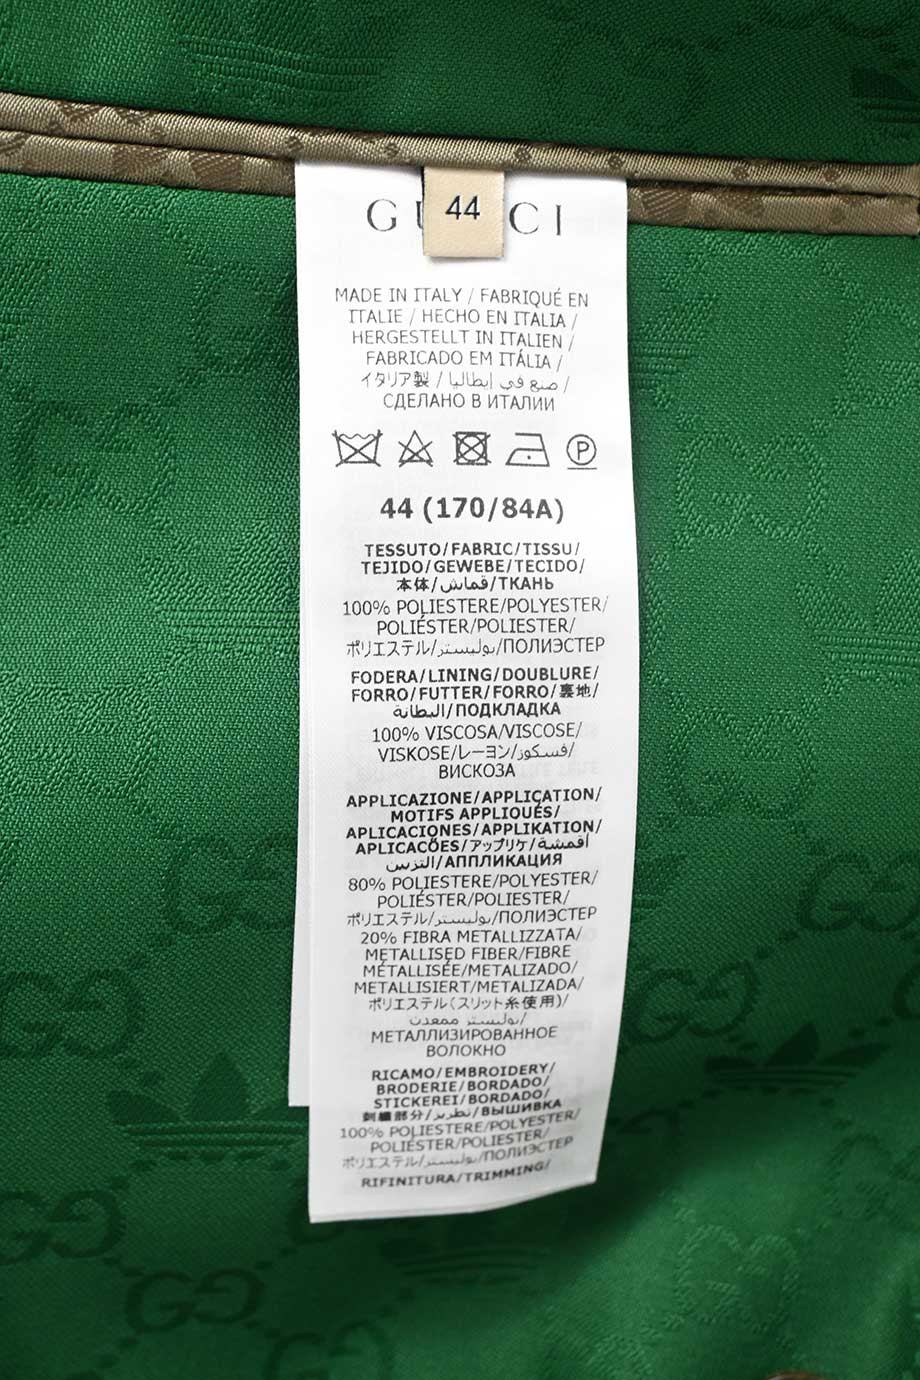 GUCCI
44
MADE IN ITALY / FABRIQUÉ EN
ITALIE / HECHO EN ITALIA /
HERGESTELLT IN ITALIEN /
FABRICADO EM ITÁLIA /
イタリア製 / صنع في إيطاليا /
СДЕЛАНО В ИТАЛИИ
P
44 (170/84A)
TESSUTO/FABRIC/TISSU/
TEJIDO/GEWEBE/TECIDO/
本体/قماش/ТКАНЬ
100% POLIESTERE/POLYESTER/
POLIÉSTER/POLIESTER/
ポリエステル/بوليستر/ПОЛИЭСТЕР
FODERA/LINING/DOUBLURE/
FORRO/FUTTER/FORRO/裏地/
البطانة/ПОДКЛАДКА
100% VISCOSA/VISCOSE/
VISKOSE/レーヨン/فسكوز/
ВИСКОЗА
APPLICAZIONE/APPLICATION/
MOTIFS APPLIQUÉS/
APLICACIONES/APPLIKATION/
APLICAÇÕES/アップリケ/أقمشة
التزيين/АППЛИКАЦИЯ
80% POLIESTERE/POLYESTER/
POLIÉSTER/POLIESTER/
ポリエステル/بوليستر/ПОЛИЭСТЕР
20% FIBRA METALLIZZATA/
METALLISED FIBER/FIBRE
MÉTALLISÉE/METALIZADO/
METALLISIERT/METALIZADA/
ポリエステル(スリット糸使用)/
بوليستر ممعدن/
МЕТАЛЛИЗИРОВАННОЕ
ВОЛОКНО
RICAMO/EMBROIDERY/
BRODERIE/BORDADO/
STICKEREI/BORDADO/
刺繍部分/تطريز/ВЫШИВКА
100% POLIESTERE/POLYESTER/
POLIÉSTER/POLIESTER/
ポリエステル/بوليستر/ПОЛИЭСТЕР
RIFINITURA/TRIMMING/